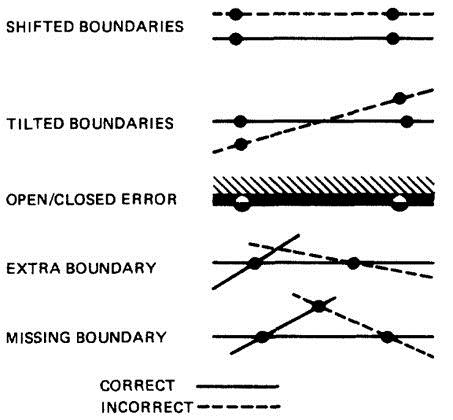 SHIFTED BOUNDARIES
TILTED BOUNDARIES
OPEN/CLOSED ERROR
EXTRA BOUNDARY
MISSING BOUNDARY
CORRECT
INCORRECT